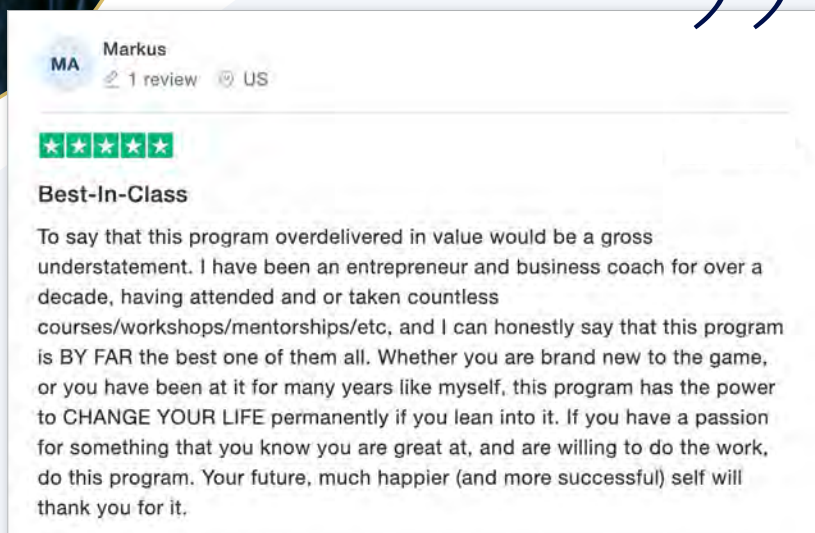 Markus
MA
1 review US
Best-In-Class
To say that this program overdelivered in value would be a gross
understatement. I have been an entrepreneur and business coach for over a
decade, having attended and or taken countless
courses/workshops/mentorships/etc, and I can honestly say that this program
is BY FAR the best one of them all. Whether you are brand new to the game,
or you have been at it for many years like myself, this program has the power
to CHANGE YOUR LIFE permanently if you lean into it. If you have a passion
for something that you know you are great at, and are willing to do the work,
do this program. Your future, much happier (and more successful) self will
thank you for it.